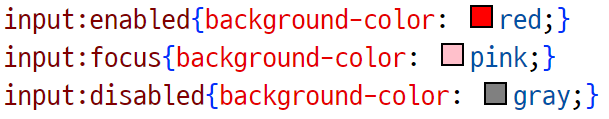 input:enabled{background-color: red;}
input:focus{background-color: pink;}
input:disabled{background-color: gray;}